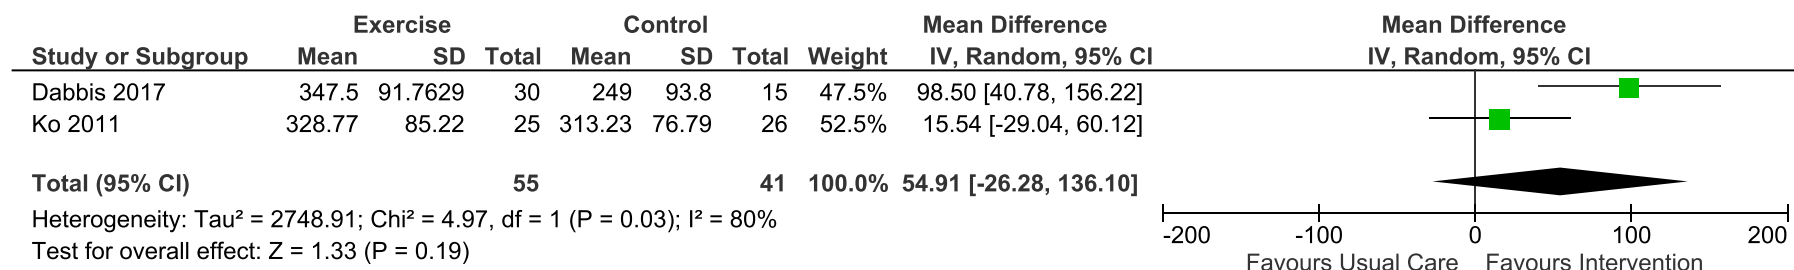 Exercise Control Mean Difference Mean Difference
Study or Subgroup Mean SD Total Mean SD Total Weight IV, Random, 95% CI IV, Random, 95% CI
Dabbis 2017 347.5 91.7629 30 249 93.8 15 47.5% 98.50 [40.78, 156.22]
Ko 2011 328.77 85.22 25 313.23 76.79 26 52.5% 15.54 [-29.04, 60.12]
Total (95% CI) 55 41 100.0% 54.91 [-26.28, 136.10]
Heterogeneity: Tau² = 2748.91; Chi² = 4.97, df = 1 (P = 0.03); I² = 80%
Test for overall effect: Z = 1.33 (P = 0.19)
-200 -100 0 100 200
Favours Usual Care Favours Intervention